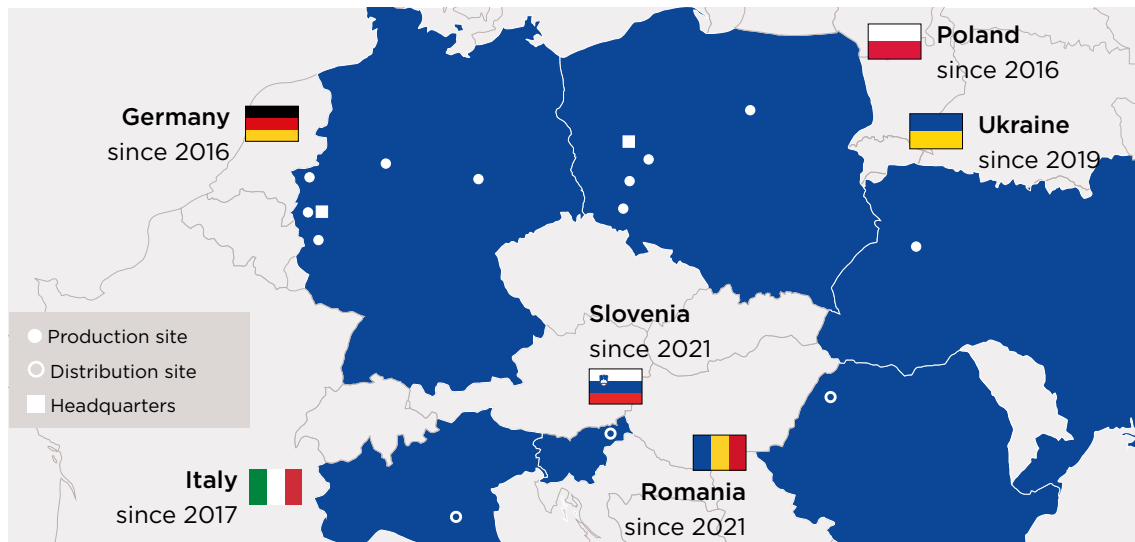 Poland
since 2016
Germany
since 2016
Ukraine
since 2019
Slovenia
since 2021
Production site
Distribution site
Headquarters
Italy
since 2017
Romania
since 2021